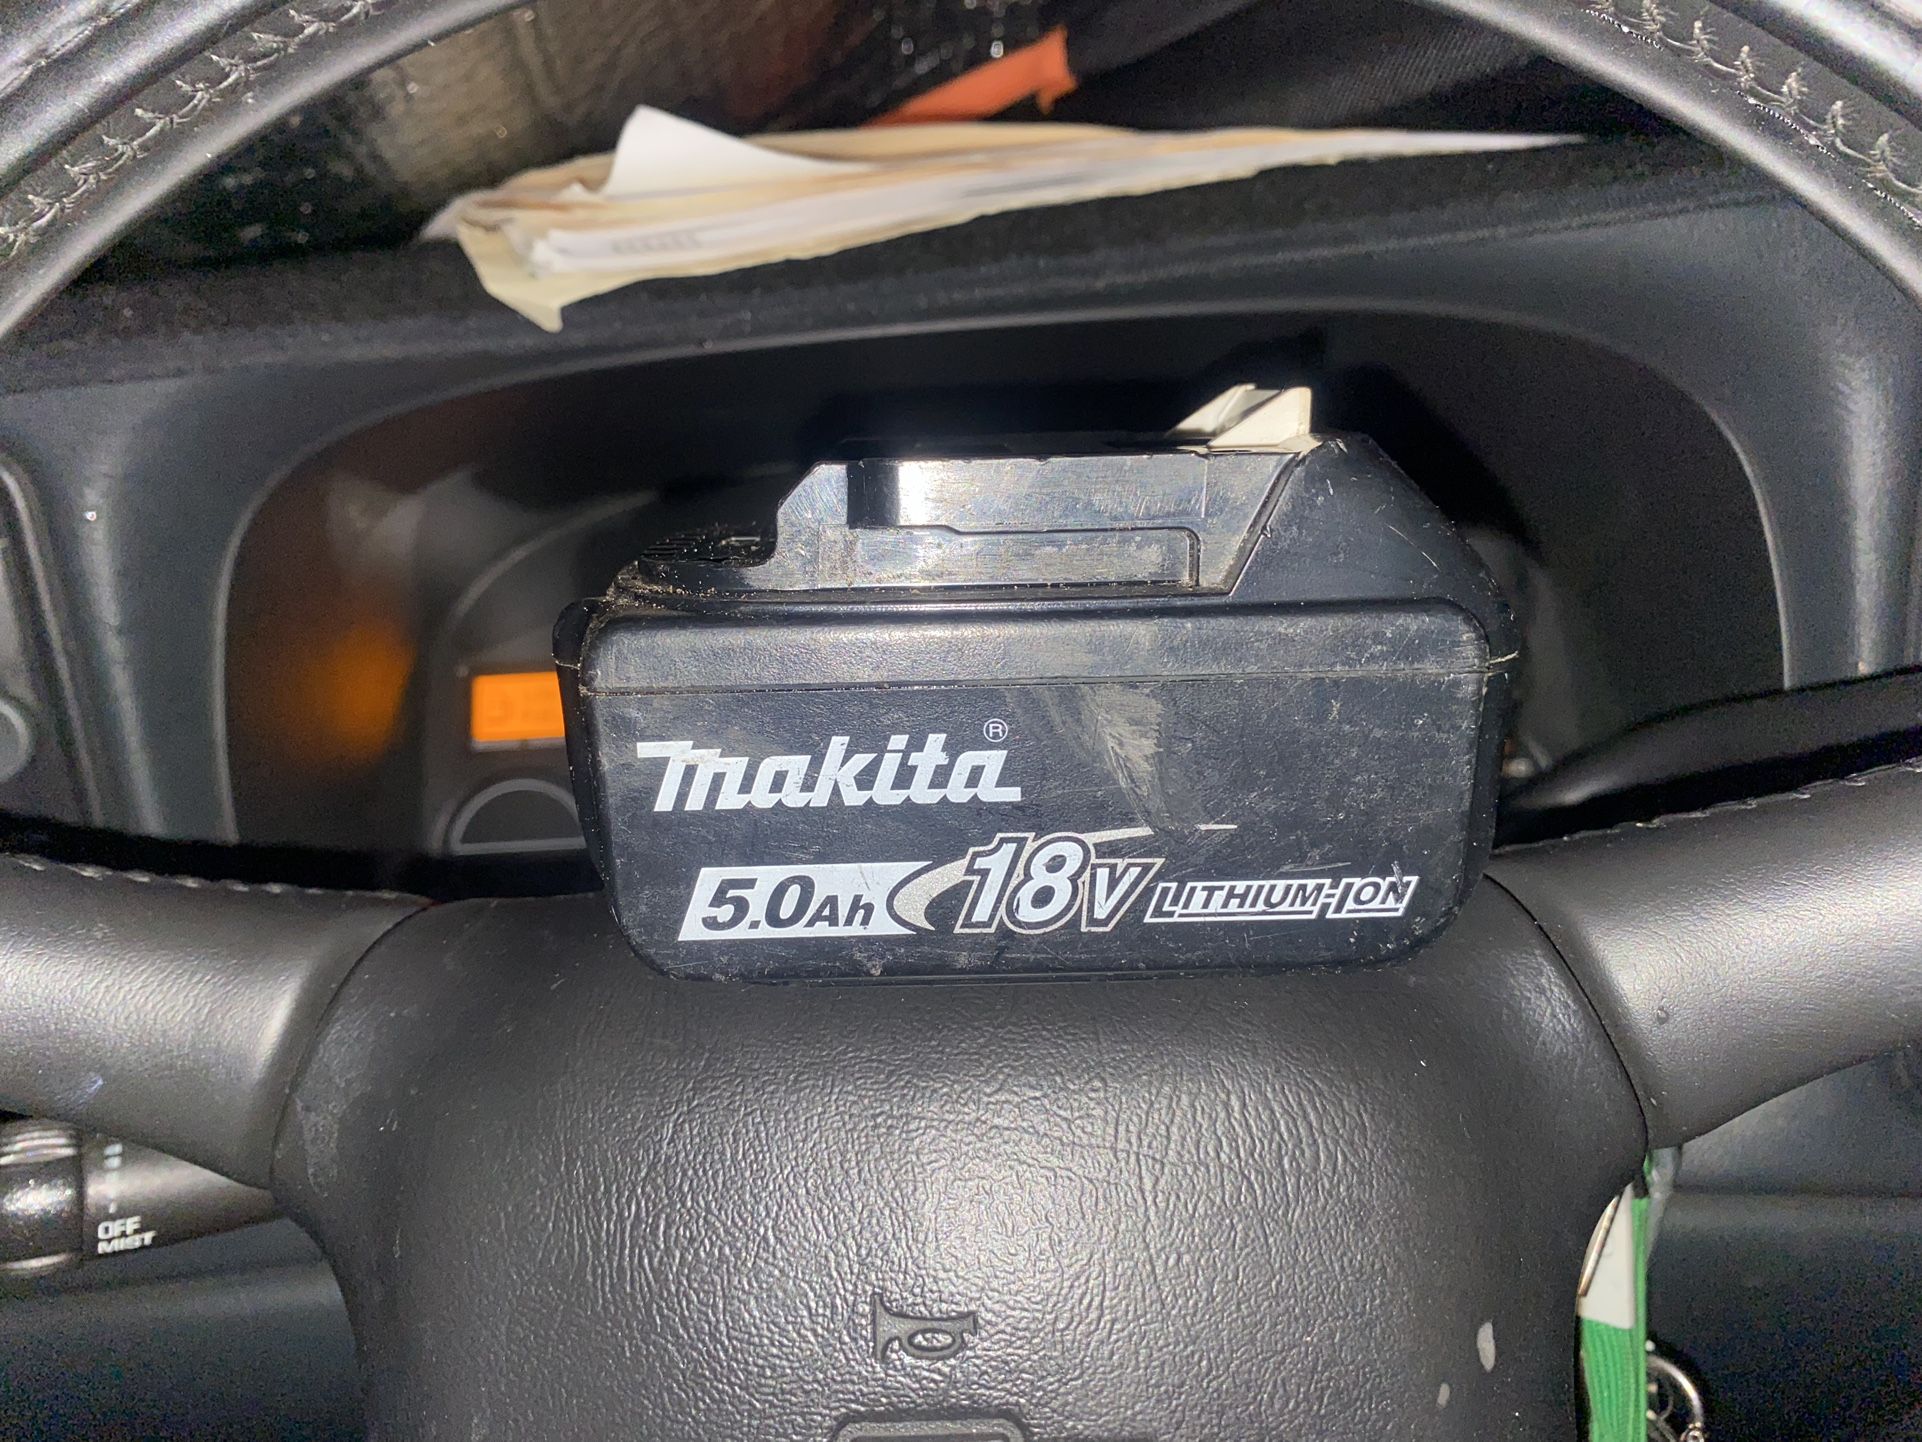 makita®
5.0Ah 18V LITHIUM-ION
OFF
MIST